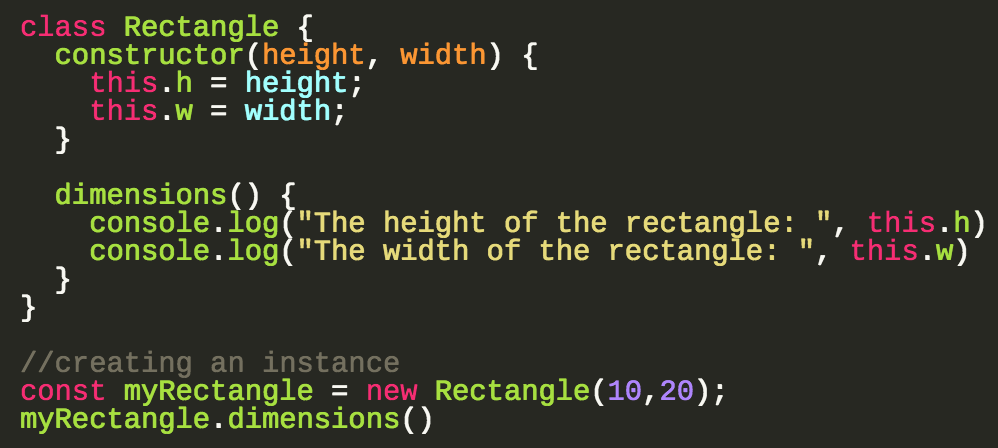 class Rectangle {
  constructor(height, width) {
    this.h = height;
    this.w = width;
  }

  dimensions() {
    console.log("The height of the rectangle: ", this.h)
    console.log("The width of the rectangle: ", this.w)
  }
}

//creating an instance
const myRectangle = new Rectangle(10,20);
myRectangle.dimensions()